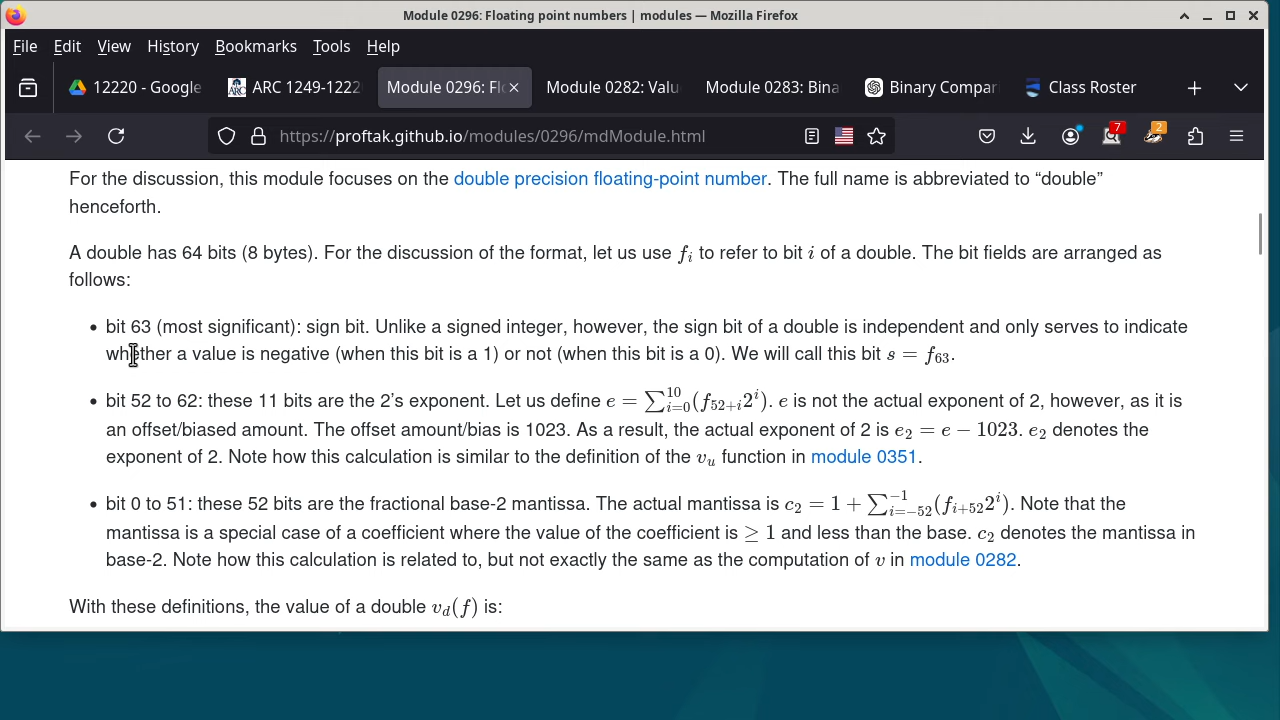 Module 0296: Floating point numbers | modules — Mozilla Firefox
File Edit View History Bookmarks Tools Help
12220 - Google ARC 1249-1222 Module 0296: Flo Module 0282: Valu Module 0283: Bina Binary Compari Class Roster
https://proftak.github.io/modules/0296/mdModule.html 7 2
For the discussion, this module focuses on the double precision floating-point number. The full name is abbreviated to “double”
henceforth.
A double has 64 bits (8 bytes). For the discussion of the format, let us use $f_i$ to refer to bit $i$ of a double. The bit fields are arranged as
follows:
• bit 63 (most significant): sign bit. Unlike a signed integer, however, the sign bit of a double is independent and only serves to indicate
whether a value is negative (when this bit is a 1) or not (when this bit is a 0). We will call this bit $s = f_{63}$.
• bit 52 to 62: these 11 bits are the 2’s exponent. Let us define $e = \sum_{i=0}^{10}(f_{52+i}2^i)$. $e$ is not the actual exponent of 2, however, as it is
an offset/biased amount. The offset amount/bias is 1023. As a result, the actual exponent of 2 is $e_2 = e - 1023$. $e_2$ denotes the
exponent of 2. Note how this calculation is similar to the definition of the $v_u$ function in module 0351.
• bit 0 to 51: these 52 bits are the fractional base-2 mantissa. The actual mantissa is $c_2 = 1 + \sum_{i=-52}^{-1}(f_{i+52}2^i)$. Note that the
mantissa is a special case of a coefficient where the value of the coefficient is $\geq 1$ and less than the base. $c_2$ denotes the mantissa in
base-2. Note how this calculation is related to, but not exactly the same as the computation of $v$ in module 0282.
With these definitions, the value of a double $v_d(f)$ is: